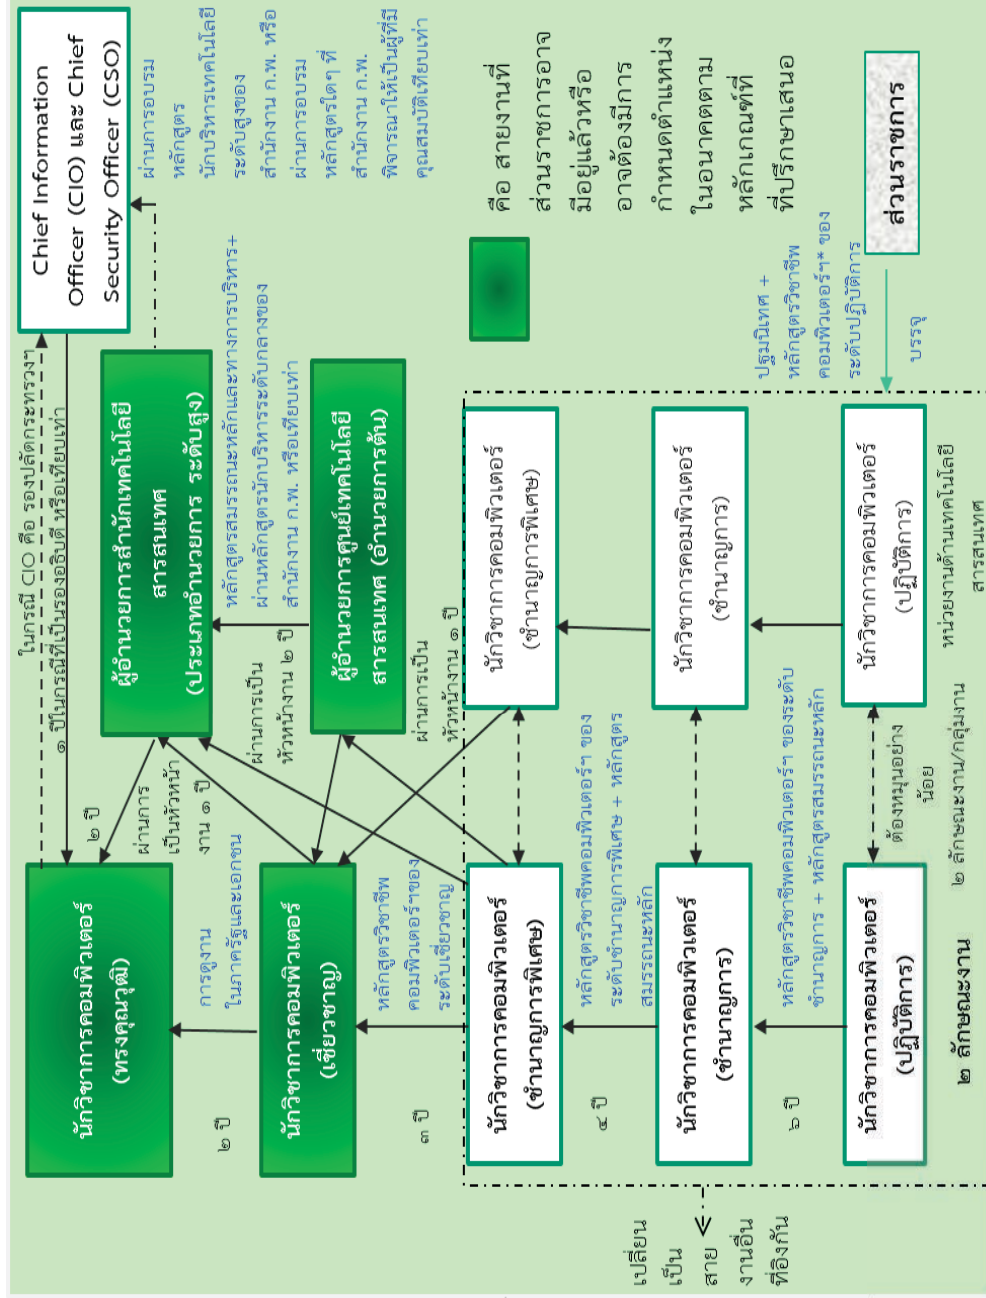 Chief Information
Officer (CIO) และ Chief
Security Officer (CSO)
ผ่านการอบรม
หลักสูตร
นักบริหารเทคโนโลยี
ระดับสูงของ
สำนักงาน ก.พ. หรือ
ผ่านการอบรม
หลักสูตรใดๆ ที่
สำนักงาน ก.พ.
พิจารณาให้เป็นผู้ที่มี
คุณสมบัติเทียบเท่า
ในกรณี CIO คือ รองปลัดกระทรวงฯ
๑ ปีในกรณีที่เป็นรองอธิบดี หรือเทียบเท่า
นักวิชาการคอมพิวเตอร์
(ทรงคุณวุฒิ)
๒ ปี
ผ่านการ
เป็นหัวหน้า
งาน ๑ ปี
ผู้อำนวยการสำนักเทคโนโลยี
สารสนเทศ
(ประเภทอำนวยการ ระดับสูง)
๒ ปี
การดูงาน
ในภาครัฐและเอกชน
ผ่านการเป็น
หัวหน้างาน ๒ ปี
หลักสูตรสมรรถนะหลักและทางการบริหาร+
ผ่านหลักสูตรนักบริหารระดับกลางของ
สำนักงาน ก.พ. หรือเทียบเท่า
นักวิชาการคอมพิวเตอร์
(เชี่ยวชาญ)
ผู้อำนวยการศูนย์เทคโนโลยี
สารสนเทศ (อำนวยการต้น)
๓ ปี
หลักสูตรวิชาชีพ
คอมพิวเตอร์ฯของ
ระดับเชี่ยวชาญ
ผ่านการเป็น
หัวหน้างาน ๑ ปี
คือ สายงานที่
ส่วนราชการอาจ
มีอยู่แล้วหรือ
อาจต้องมีการ
กำหนดตำแหน่ง
ในอนาคตตาม
หลักเกณฑ์ที่
ที่ปรึกษาเสนอ
นักวิชาการคอมพิวเตอร์
(ชำนาญการพิเศษ)
นักวิชาการคอมพิวเตอร์
(ชำนาญการพิเศษ)
๔ ปี
หลักสูตรวิชาชีพคอมพิวเตอร์ฯ ของ
ระดับชำนาญการพิเศษ + หลักสูตร
สมรรถนะหลัก
เปลี่ยน
เป็น
สาย
งานอื่น
ที่อิงกัน
นักวิชาการคอมพิวเตอร์
(ชำนาญการ)
นักวิชาการคอมพิวเตอร์
(ชำนาญการ)
๖ ปี
หลักสูตรวิชาชีพคอมพิวเตอร์ฯ ของระดับ
ชำนาญการ + หลักสูตรสมรรถนะหลัก
ปฐมนิเทศ +
หลักสูตรวิชาชีพ
คอมพิวเตอร์ฯ* ของ
ระดับปฏิบัติการ
นักวิชาการคอมพิวเตอร์
(ปฏิบัติการ)
ต้องหมุนอย่าง
น้อย
๒ ลักษณะงาน/กลุ่มงาน
นักวิชาการคอมพิวเตอร์
(ปฏิบัติการ)
บรรจุ
ส่วนราชการ
๒ ลักษณะงาน
หน่วยงานด้านเทคโนโลยี
สารสนเทศ